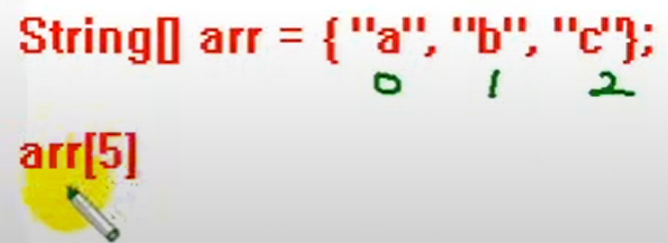 String[] arr = {"a", "b", "c"};
0 1 2
arr[5]